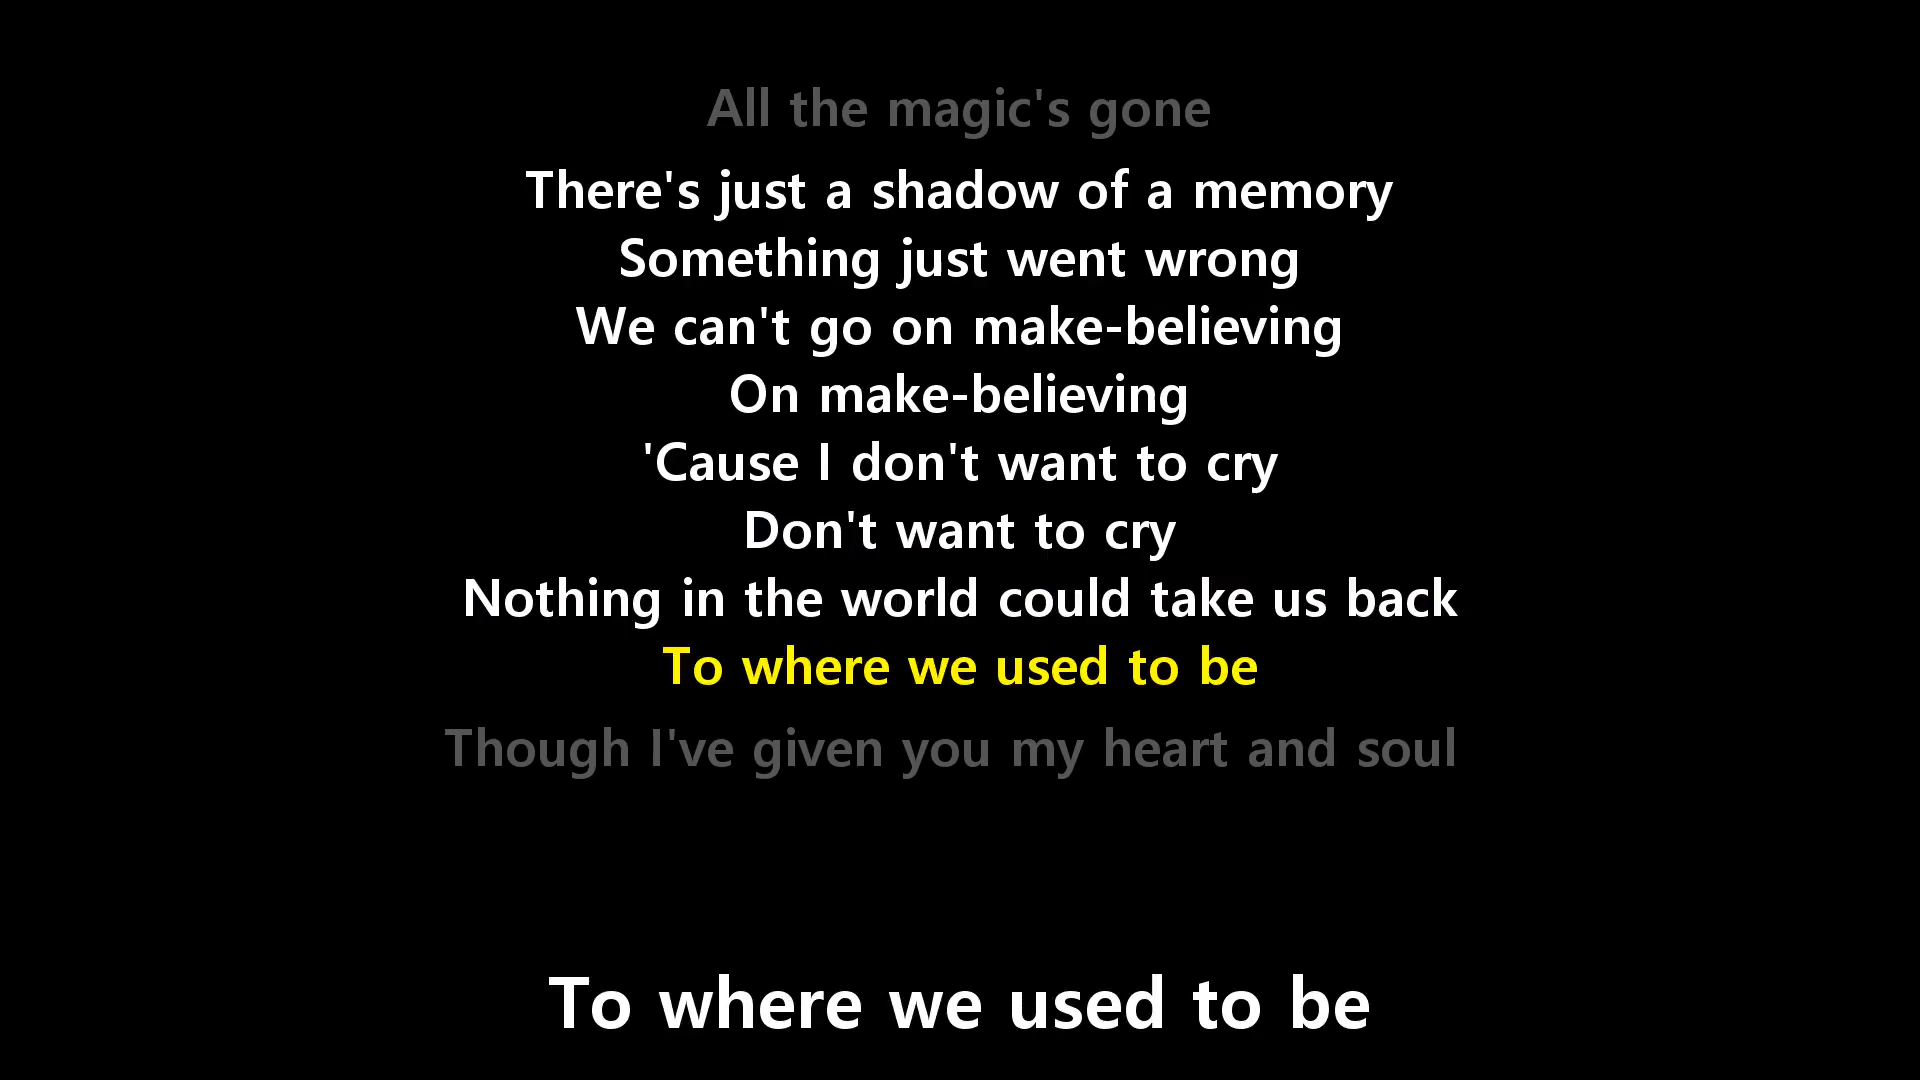 All the magic's gone
There's just a shadow of a memory
Something just went wrong
We can't go on make-believing
On make-believing
'Cause I don't want to cry
Don't want to cry
Nothing in the world could take us back
To where we used to be
Though I've given you my heart and soul
To where we used to be